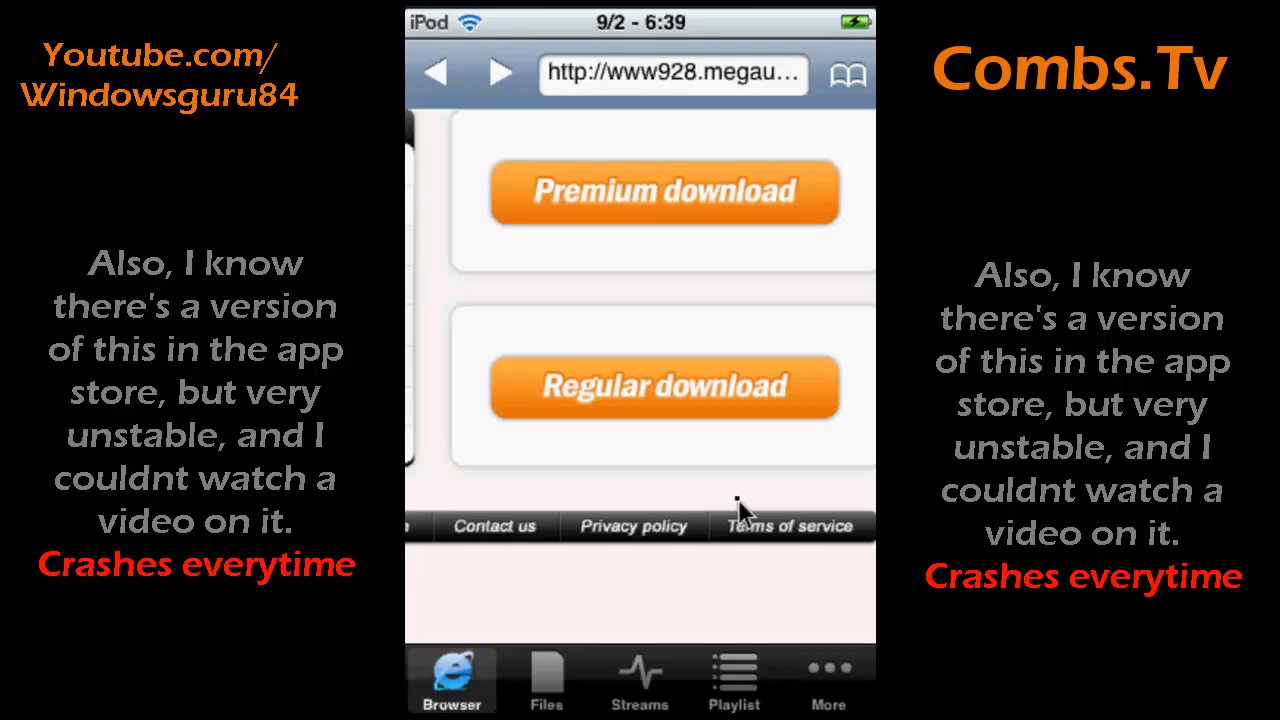 Youtube.com/
Windowsguru84
Also, I know
there's a version
of this in the app
store, but very
unstable, and I
couldnt watch a
video on it.
Crashes everytime
iPod
9/2 - 6:39
http://www928.megau...
Premium download
Regular download
Contact us
Privacy policy
Terms of service
Browser
Files
Streams
Playlist
More
Combs.Tv
Also, I know
there's a version
of this in the app
store, but very
unstable, and I
couldnt watch a
video on it.
Crashes everytime